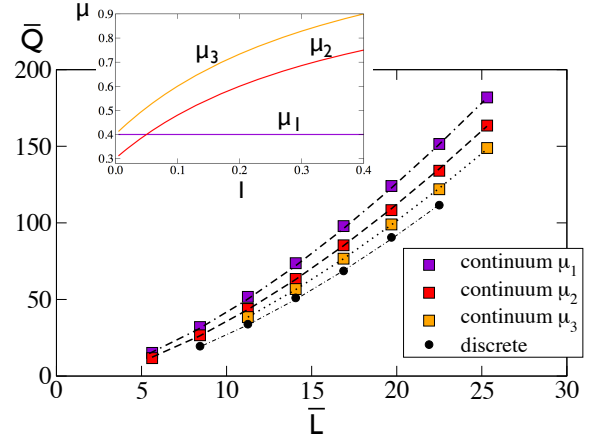 μ
0.9
0.8
0.7
0.6
0.5
0.4
0.3
μ3
μ2
μ1
0.0 0.1 0.2 0.3 0.4
I
Q̅
200
150
100
50
0
continuum μ1
continuum μ2
continuum μ3
discrete
0 5 10 15 20 25 30
L̅